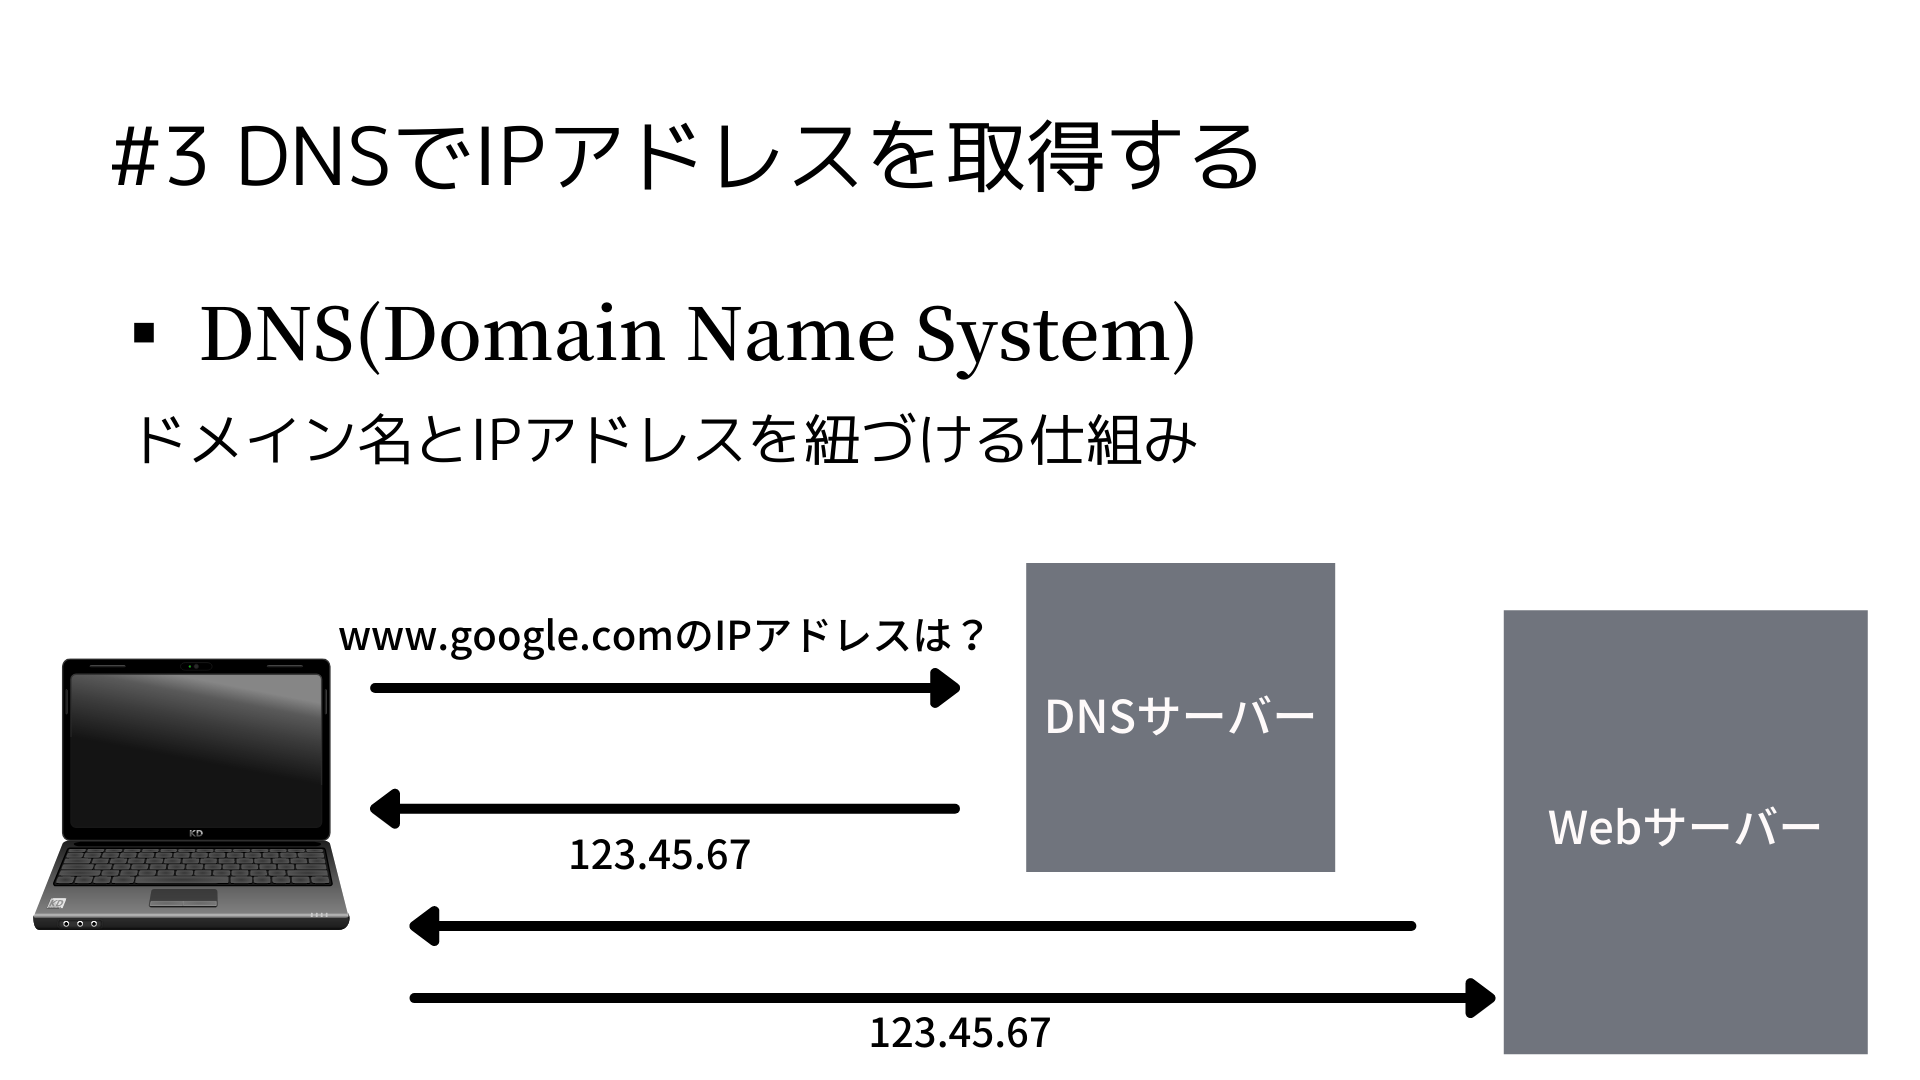 #3 DNSでIPアドレスを取得する
▪ DNS(Domain Name System)
ドメイン名とIPアドレスを紐づける仕組み
www.google.comのIPアドレスは？
DNSサーバー
Webサーバー
KD
123.45.67
KD
123.45.67